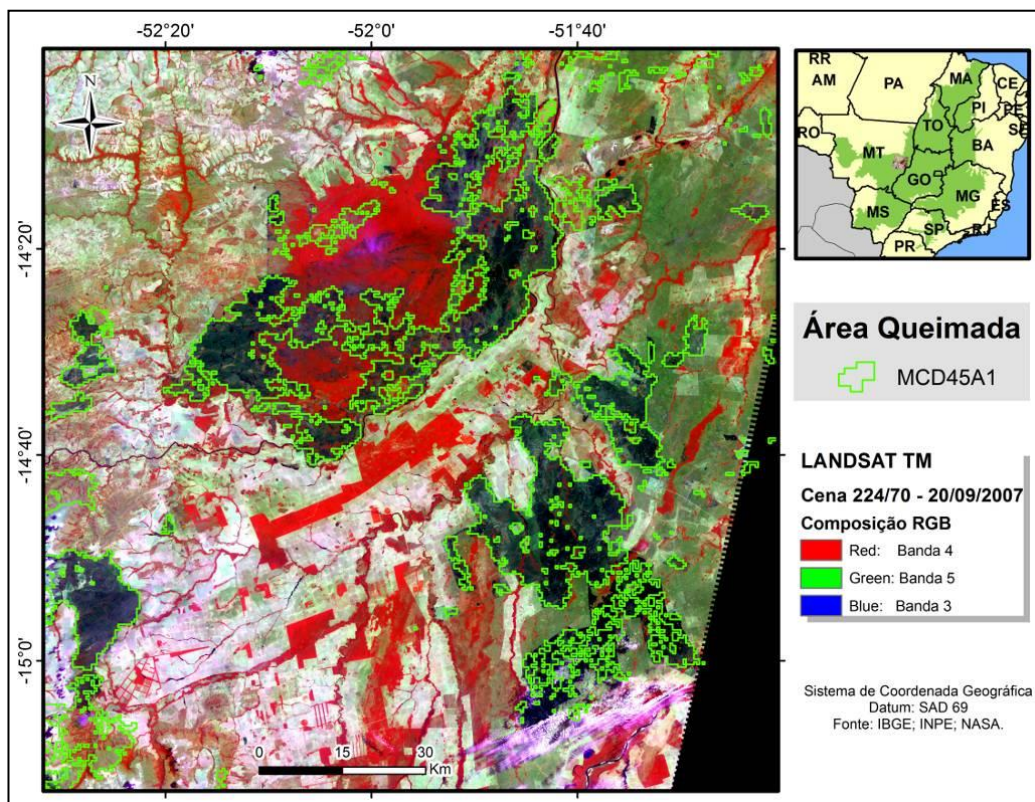 -52°20' -52°0' -51°40'
N
-14°20'
-14°40'
-15°0'
0 15 30
Km
RR
AM
PA
MA
CE
PI
PE
TO
SE
RO
MT
BA
GO
MG
ES
MS
SP
RJ
PR
Área Queimada
MCD45A1
LANDSAT TM
Cena 224/70 - 20/09/2007
Composição RGB
Red: Banda 4
Green: Banda 5
Blue: Banda 3
Sistema de Coordenada Geográfica
Datum: SAD 69
Fonte: IBGE; INPE; NASA.